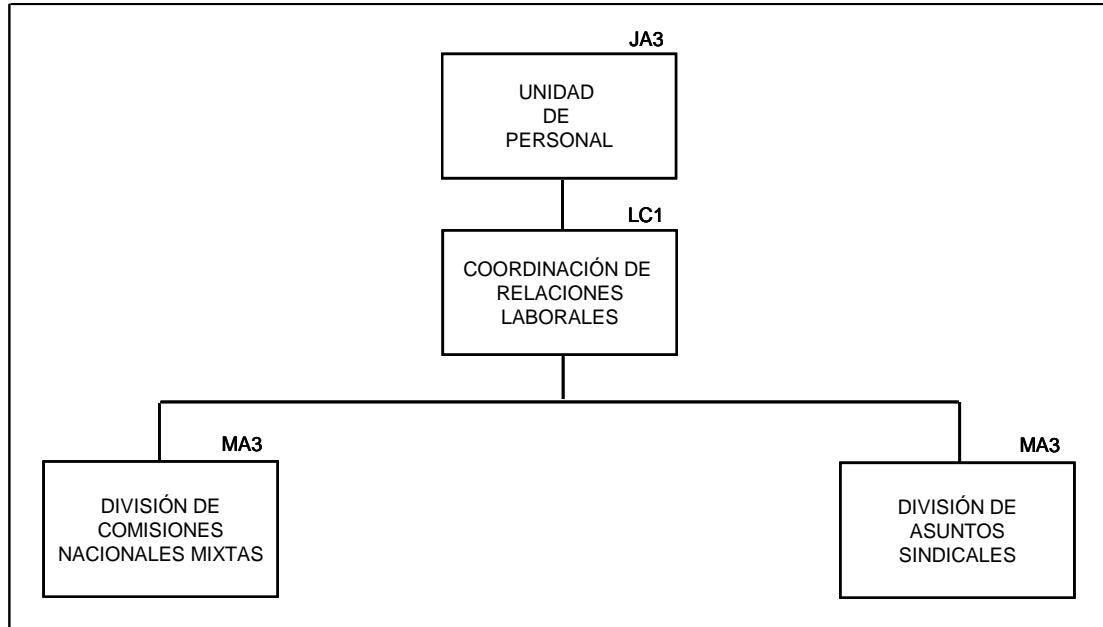 JA3
UNIDAD
DE
PERSONAL
LC1
COORDINACIÓN DE
RELACIONES
LABORALES
MA3
DIVISIÓN DE
COMISIONES
NACIONALES MIXTAS
MA3
DIVISIÓN DE
ASUNTOS
SINDICALES